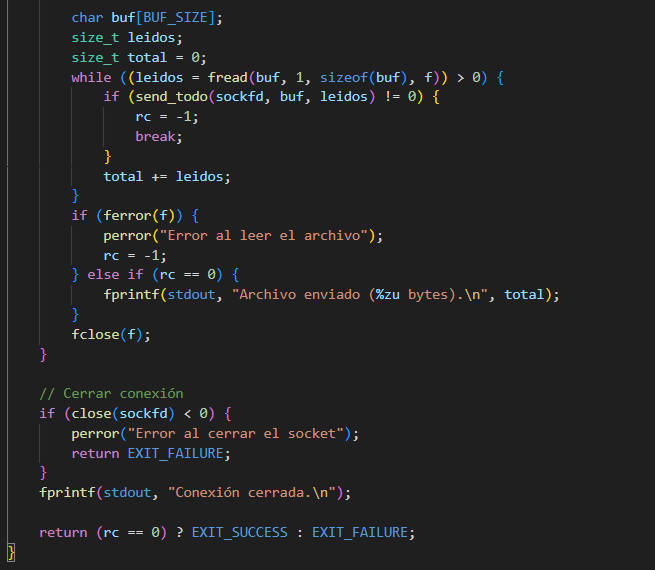 char buf[BUF_SIZE];
size_t leidos;
size_t total = 0;
while ((leidos = fread(buf, 1, sizeof(buf), f)) > 0) {
if (send_todo(sockfd, buf, leidos) != 0) {
rc = -1;
break;
}
total += leidos;
}
if (ferror(f)) {
perror("Error al leer el archivo");
rc = -1;
} else if (rc == 0) {
fprintf(stdout, "Archivo enviado (%zu bytes).\n", total);
}
fclose(f);
}
// Cerrar conexión
if (close(sockfd) < 0) {
perror("Error al cerrar el socket");
return EXIT_FAILURE;
}
fprintf(stdout, "Conexión cerrada.\n");
return (rc == 0) ? EXIT_SUCCESS : EXIT_FAILURE;
}